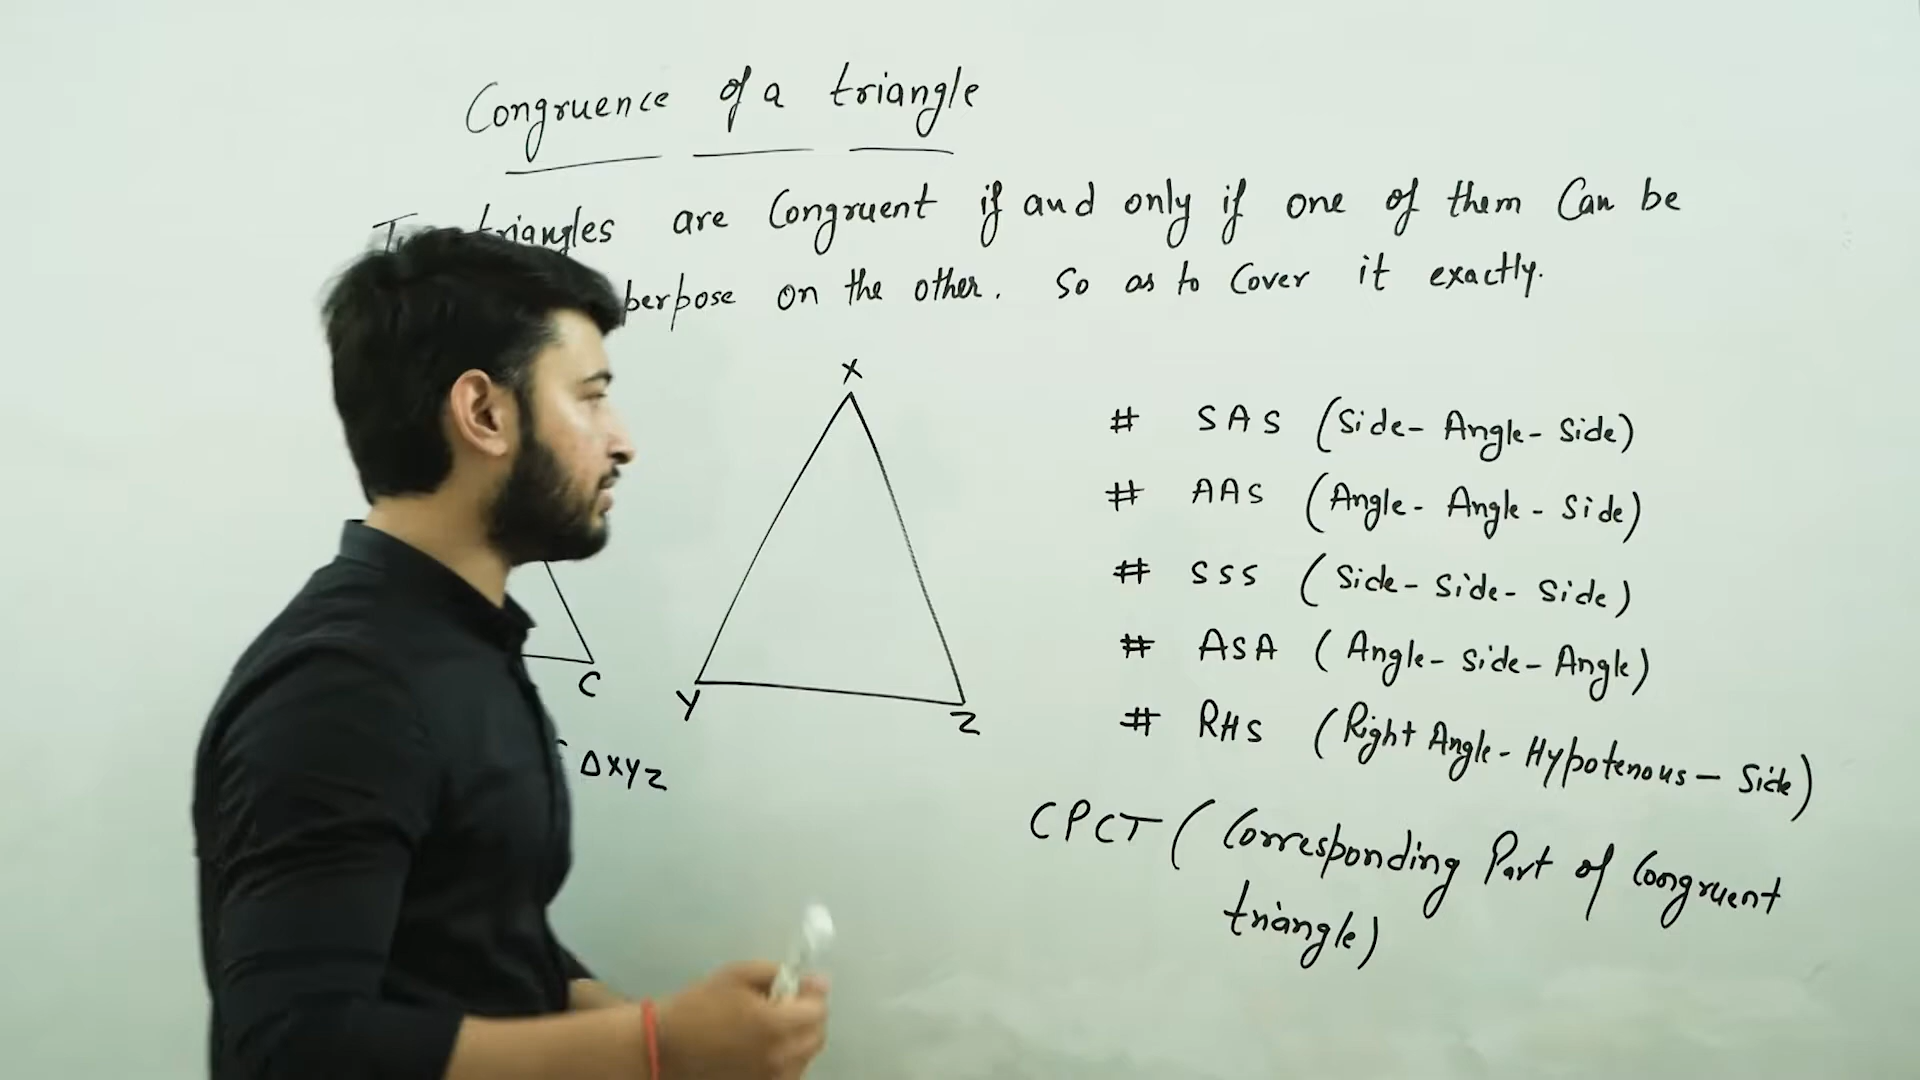 Congruence of a triangle
triangles are Congruent if and only if one of them Can be
perpose on the other. So as to Cover it exactly.
X
# SAS (Side-Angle-Side)
# AAS (Angle-Angle-Side)
# SSS (Side-Side-Side)
# ASA (Angle-Side-Angle)
C
Y
Z
# RHS (Right Angle-Hypotenous-Side)
ΔXYZ
CPCT (Corresponding Part of Congruent
triangle)